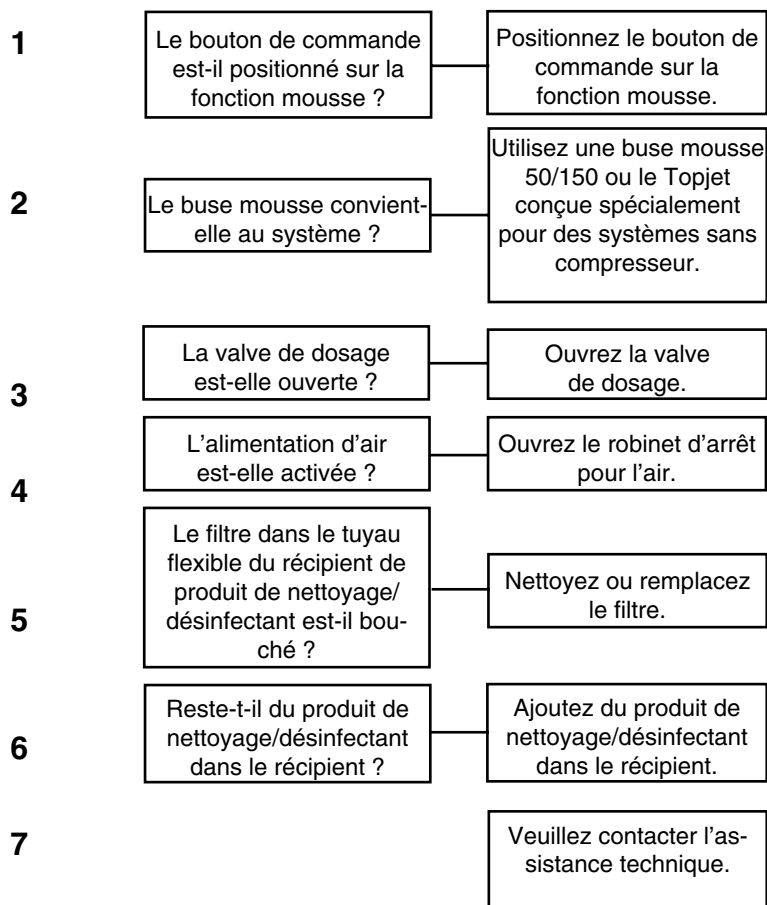 1
Le bouton de commande
est-il positionné sur la
fonction mousse ?
Positionnez le bouton de
commande sur la
fonction mousse.
2
Le buse mousse convient-
elle au système ?
Utilisez une buse mousse
50/150 ou le Topjet
conçue spécialement
pour des systèmes sans
compresseur.
3
La valve de dosage
est-elle ouverte ?
Ouvrez la valve
de dosage.
4
L’alimentation d’air
est-elle activée ?
Ouvrez le robinet d’arrêt
pour l’air.
5
Le filtre dans le tuyau
flexible du récipient de
produit de nettoyage/
désinfectant est-il bou-
ché ?
Nettoyez ou remplacez
le filtre.
6
Reste-t-il du produit de
nettoyage/désinfectant
dans le récipient ?
Ajoutez du produit de
nettoyage/désinfectant
dans le récipient.
7
Veuillez contacter l’as-
sistance technique.